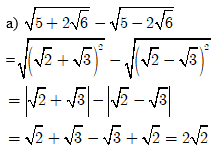 a) √(5 + 2√6) − √(5 − 2√6)
= √((√2 + √3)²) − √((√2 − √3)²)
= |√2 + √3| − |√2 − √3|
= √2 + √3 − √3 + √2 = 2√2